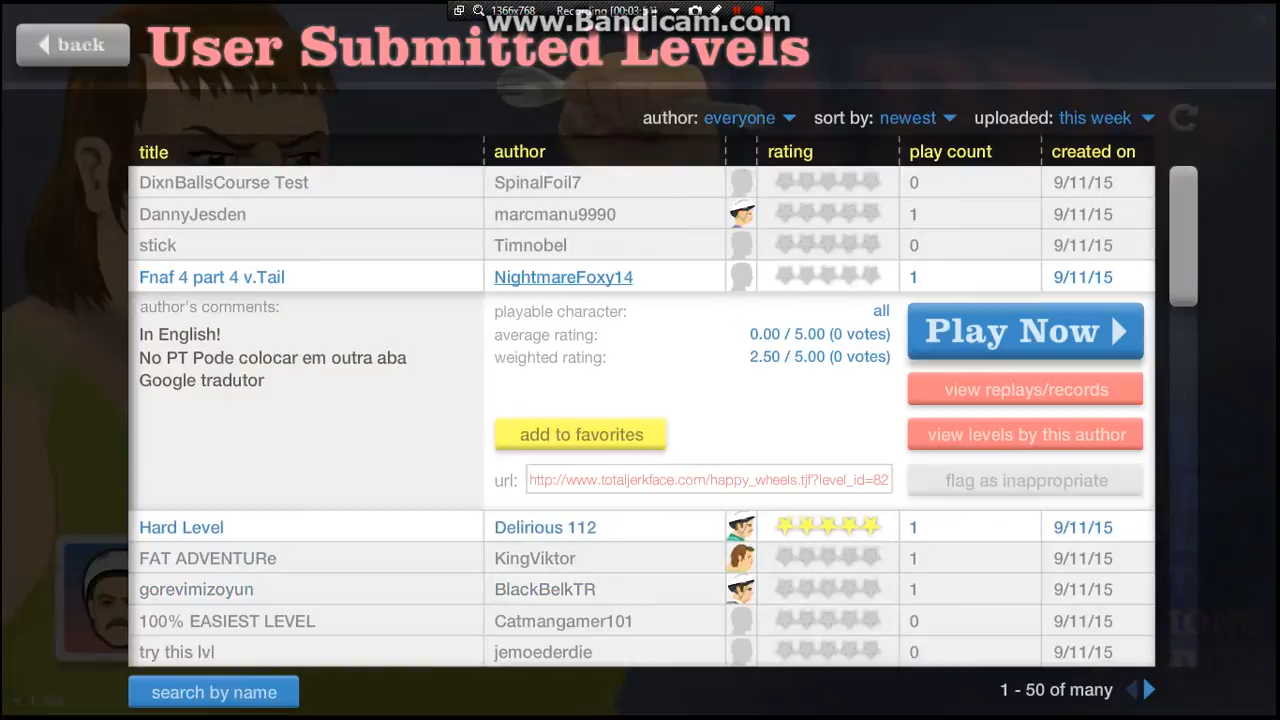 1366x768 Recording
www.Bandicam.com
back
User Submitted Levels
author: everyone sort by: newest uploaded: this week
title author rating play count created on
DixnBallsCourse Test SpinalFoil7 0 9/11/15
DannyJesden marcmanu9990 1 9/11/15
stick Timnobel 0 9/11/15
Fnaf 4 part 4 v.Tail NightmareFoxy14 1 9/11/15
author's comments:
In English!
No PT Pode colocar em outra aba
Google tradutor
playable character: all
average rating: 0.00 / 5.00 (0 votes)
weighted rating: 2.50 / 5.00 (0 votes)
add to favorites
url: http://www.totaljerkface.com/happy_wheels.tjf?level_id=82
Play Now
view replays/records
view levels by this author
flag as inappropriate
Hard Level Delirious 112 1 9/11/15
FAT ADVENTURe KingViktor 1 9/11/15
gorevimizoyun BlackBelkTR 1 9/11/15
100% EASIEST LEVEL Catmangamer101 0 9/11/15
try this lvl jemoederdie 0 9/11/15
search by name
1 - 50 of many